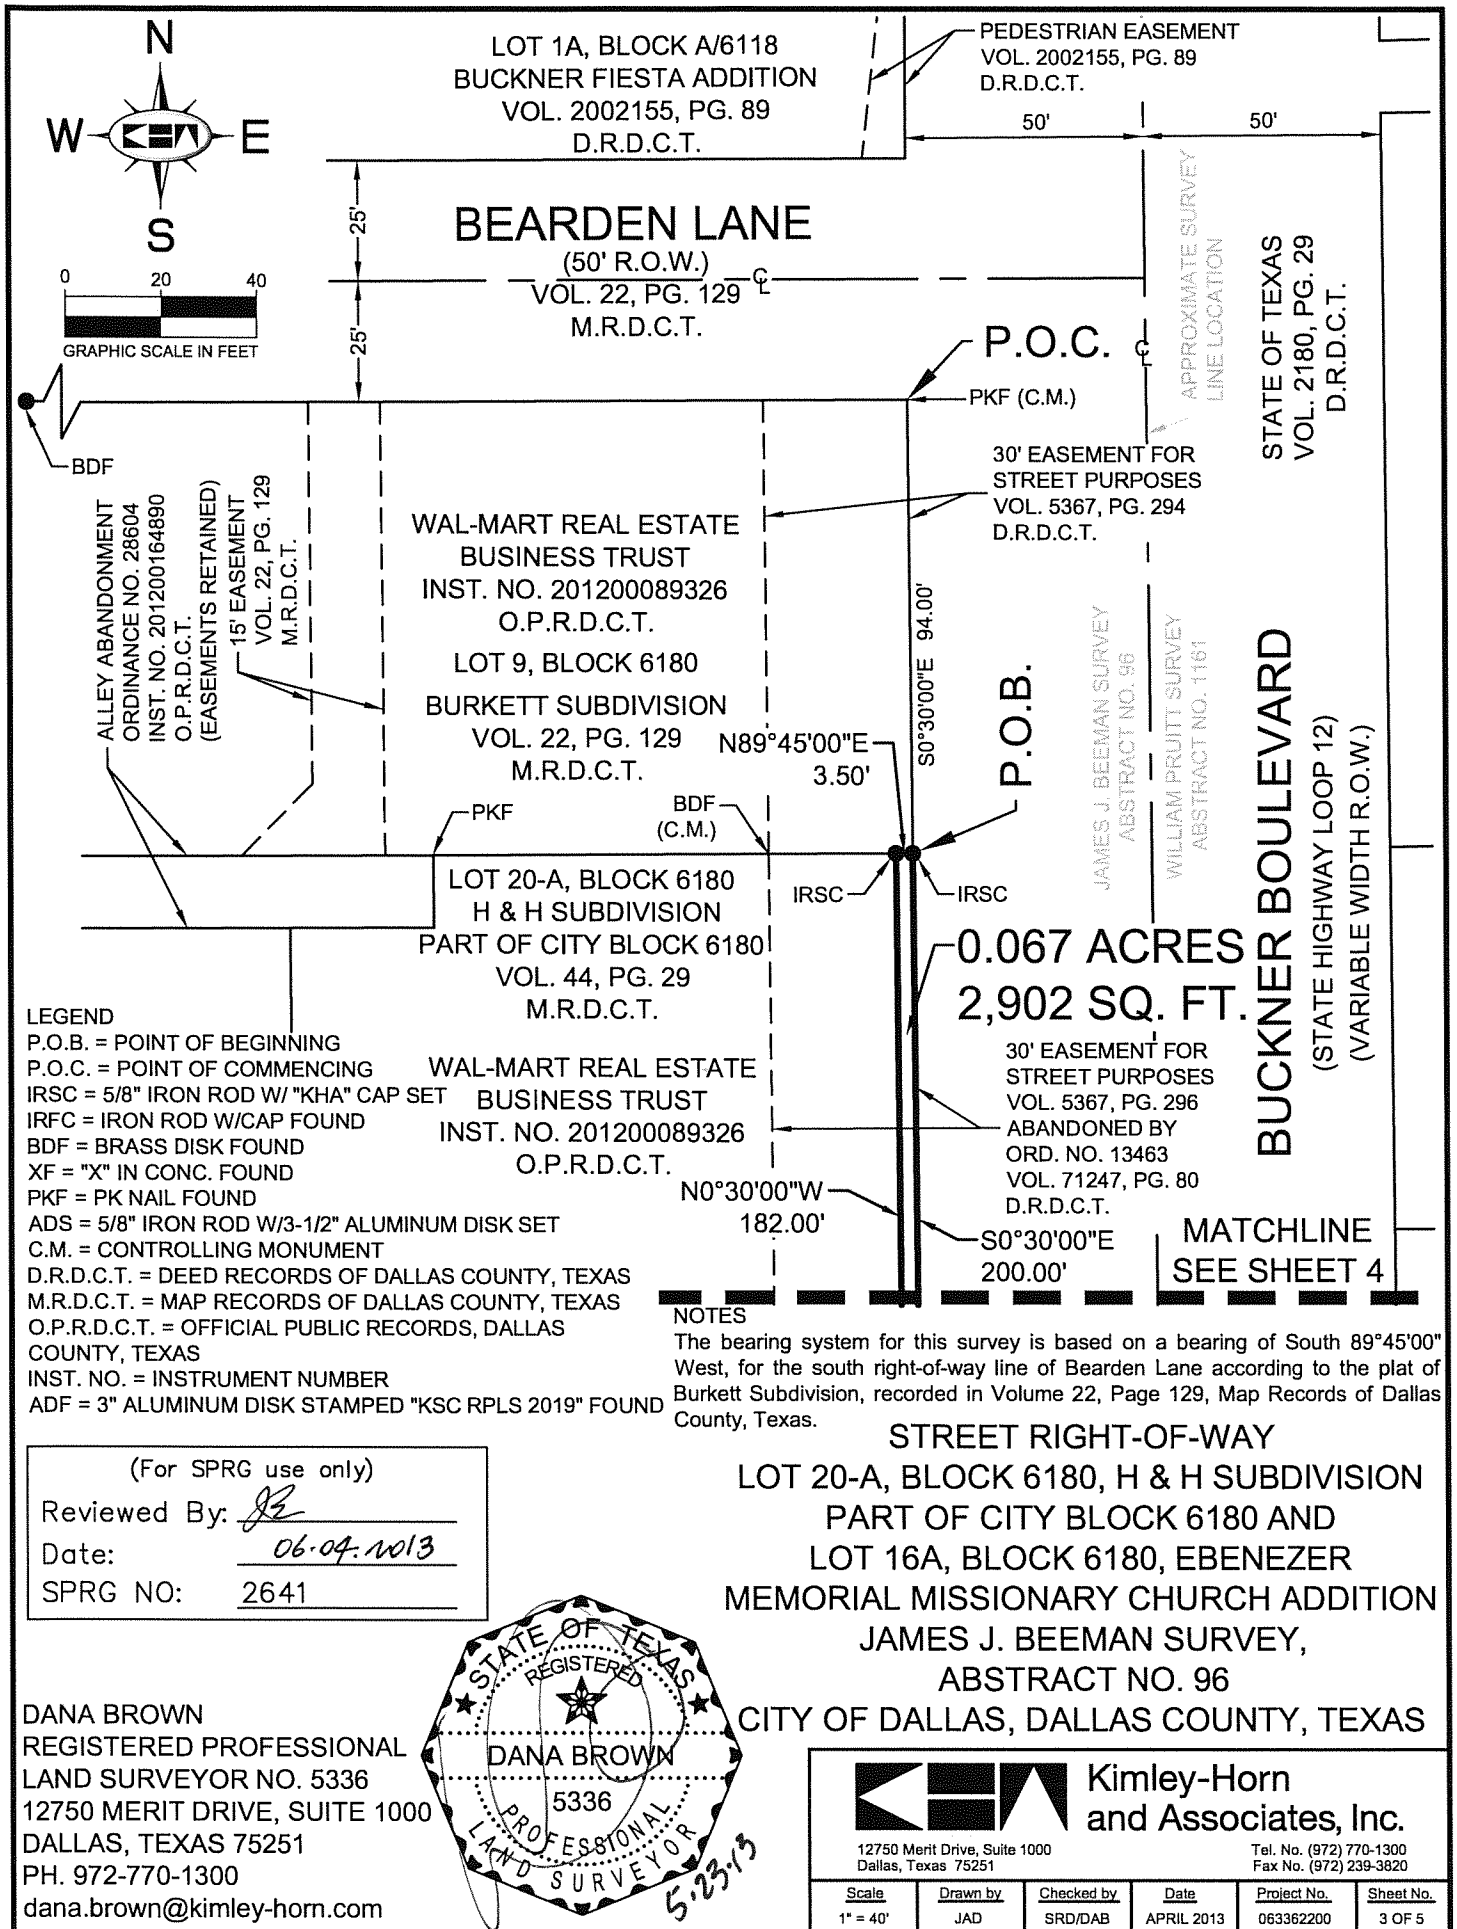 N
W
E
S
0 20 40
GRAPHIC SCALE IN FEET
LOT 1A, BLOCK A/6118
BUCKNER FIESTA ADDITION
VOL. 2002155, PG. 89
D.R.D.C.T.
PEDESTRIAN EASEMENT
VOL. 2002155, PG. 89
D.R.D.C.T.
50'
50'
25'
25'
BEARDEN LANE
(50' R.O.W.)
VOL. 22, PG. 129
M.R.D.C.T.
APPROXIMATE SURVEY
LINE LOCATION
STATE OF TEXAS
VOL. 2180, PG. 29
D.R.D.C.T.
P.O.C.
PKF (C.M.)
BDF
30' EASEMENT FOR
STREET PURPOSES
VOL. 5367, PG. 294
D.R.D.C.T.
ALLEY ABANDONMENT
ORDINANCE NO. 28604
INST. NO. 201200164890
O.P.R.D.C.T.
(EASEMENTS RETAINED)
15' EASEMENT
VOL. 22, PG. 129
M.R.D.C.T.
WAL-MART REAL ESTATE
BUSINESS TRUST
INST. NO. 201200089326
O.P.R.D.C.T.
LOT 9, BLOCK 6180
BURKETT SUBDIVISION
VOL. 22, PG. 129
M.R.D.C.T.
S0°30'00"E 94.00'
N89°45'00"E
3.50'
P.O.B.
JAMES J. BEEMAN SURVEY
ABSTRACT NO. 96
WILLIAM PRUITT SURVEY
ABSTRACT NO. 1161
BUCKNER BOULEVARD
(STATE HIGHWAY LOOP 12)
(VARIABLE WIDTH R.O.W.)
PKF
BDF
(C.M.)
IRSC
IRSC
LOT 20-A, BLOCK 6180
H & H SUBDIVISION
PART OF CITY BLOCK 6180
VOL. 44, PG. 29
M.R.D.C.T.
0.067 ACRES
2,902 SQ. FT.
WAL-MART REAL ESTATE
BUSINESS TRUST
INST. NO. 201200089326
O.P.R.D.C.T.
30' EASEMENT FOR
STREET PURPOSES
VOL. 5367, PG. 296
ABANDONED BY
ORD. NO. 13463
VOL. 71247, PG. 80
D.R.D.C.T.
N0°30'00"W
182.00'
S0°30'00"E
200.00'
MATCHLINE
SEE SHEET 4
LEGEND
P.O.B. = POINT OF BEGINNING
P.O.C. = POINT OF COMMENCING
IRSC = 5/8" IRON ROD W/ "KHA" CAP SET
IRFC = IRON ROD W/CAP FOUND
BDF = BRASS DISK FOUND
XF = "X" IN CONC. FOUND
PKF = PK NAIL FOUND
ADS = 5/8" IRON ROD W/3-1/2" ALUMINUM DISK SET
C.M. = CONTROLLING MONUMENT
D.R.D.C.T. = DEED RECORDS OF DALLAS COUNTY, TEXAS
M.R.D.C.T. = MAP RECORDS OF DALLAS COUNTY, TEXAS
O.P.R.D.C.T. = OFFICIAL PUBLIC RECORDS, DALLAS
COUNTY, TEXAS
INST. NO. = INSTRUMENT NUMBER
ADF = 3" ALUMINUM DISK STAMPED "KSC RPLS 2019" FOUND
NOTES
The bearing system for this survey is based on a bearing of South 89°45'00"
West, for the south right-of-way line of Bearden Lane according to the plat of
Burkett Subdivision, recorded in Volume 22, Page 129, Map Records of Dallas
County, Texas.
(For SPRG use only)
Reviewed By:
Date: 06.04.2013
SPRG NO: 2641
STREET RIGHT-OF-WAY
LOT 20-A, BLOCK 6180, H & H SUBDIVISION
PART OF CITY BLOCK 6180 AND
LOT 16A, BLOCK 6180, EBENEZER
MEMORIAL MISSIONARY CHURCH ADDITION
JAMES J. BEEMAN SURVEY,
ABSTRACT NO. 96
CITY OF DALLAS, DALLAS COUNTY, TEXAS
DANA BROWN
REGISTERED PROFESSIONAL
LAND SURVEYOR NO. 5336
12750 MERIT DRIVE, SUITE 1000
DALLAS, TEXAS 75251
PH. 972-770-1300
dana.brown@kimley-horn.com
STATE OF TEXAS
REGISTERED
DANA BROWN
5336
PROFESSIONAL
LAND SURVEYOR
5.23.13
Kimley-Horn
and Associates, Inc.
12750 Merit Drive, Suite 1000
Dallas, Texas 75251
Tel. No. (972) 770-1300
Fax No. (972) 239-3820
Scale Drawn by Checked by Date Project No. Sheet No.
1" = 40' JAD SRD/DAB APRIL 2013 063362200 3 OF 5